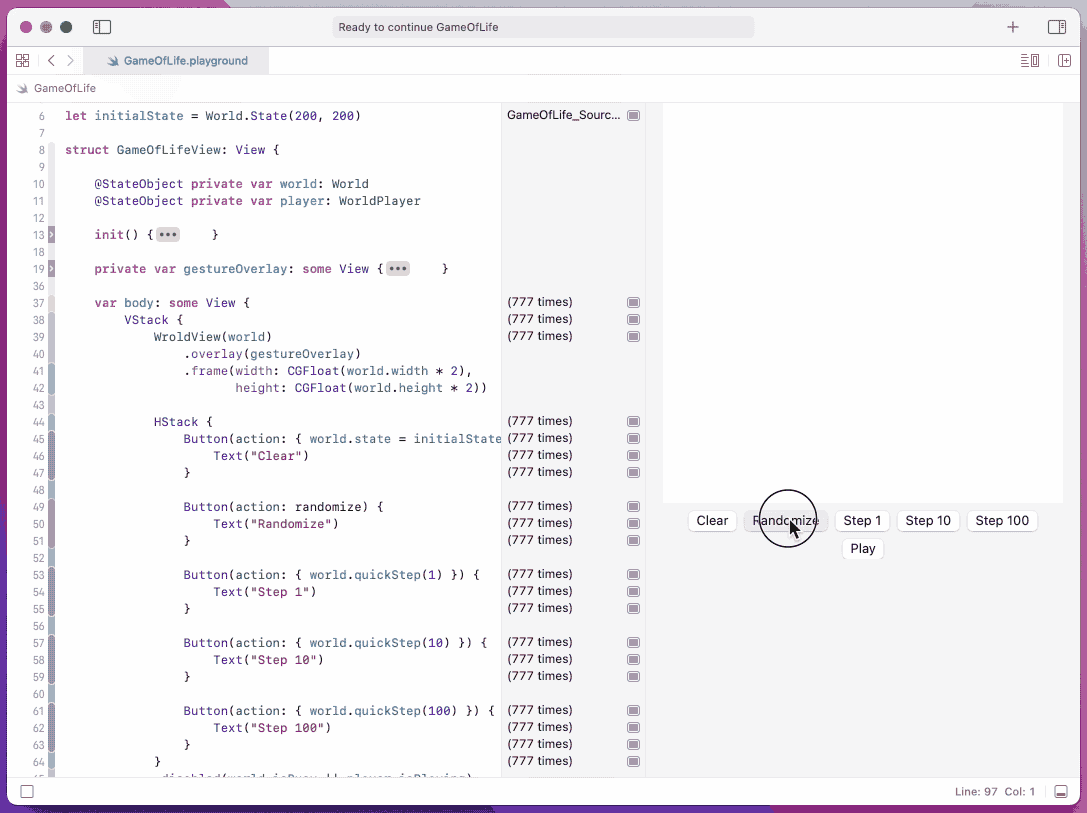 Ready to continue GameOfLife
GameOfLife.playground
GameOfLife
6 let initialState = World.State(200, 200) GameOfLife_Sourc...
7
8 struct GameOfLifeView: View {
9
10 @StateObject private var world: World
11 @StateObject private var player: WorldPlayer
12
13 init() {••• }
18
19 private var gestureOverlay: some View {••• }
36
37 var body: some View { (777 times)
38 VStack { (777 times)
39 WroldView(world) (777 times)
40 .overlay(gestureOverlay)
41 .frame(width: CGFloat(world.width * 2),
42 height: CGFloat(world.height * 2))
43
44 HStack { (777 times)
45 Button(action: { world.state = initialState (777 times)
46 Text("Clear") (777 times)
47 } (777 times)
48
49 Button(action: randomize) { (777 times)
50 Text("Randomize") (777 times)
51 } (777 times)
52
53 Button(action: { world.quickStep(1) }) { (777 times)
54 Text("Step 1") (777 times)
55 } (777 times)
56
57 Button(action: { world.quickStep(10) }) { (777 times)
58 Text("Step 10") (777 times)
59 } (777 times)
60
61 Button(action: { world.quickStep(100) }) { (777 times)
62 Text("Step 100") (777 times)
63 } (777 times)
64 } (777 times)
Clear Randomize Step 1 Step 10 Step 100
Play
Line: 97 Col: 1